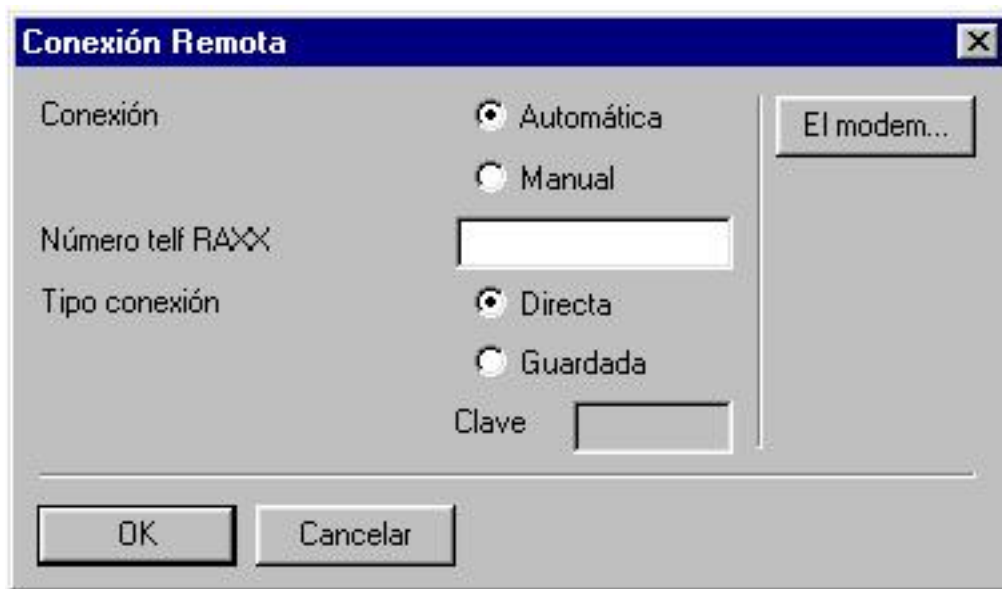 Conexión Remota
Conexión
Automática
El modem...
Manual
Número telf RAXX
Tipo conexión
Directa
Guardada
Clave
OK
Cancelar